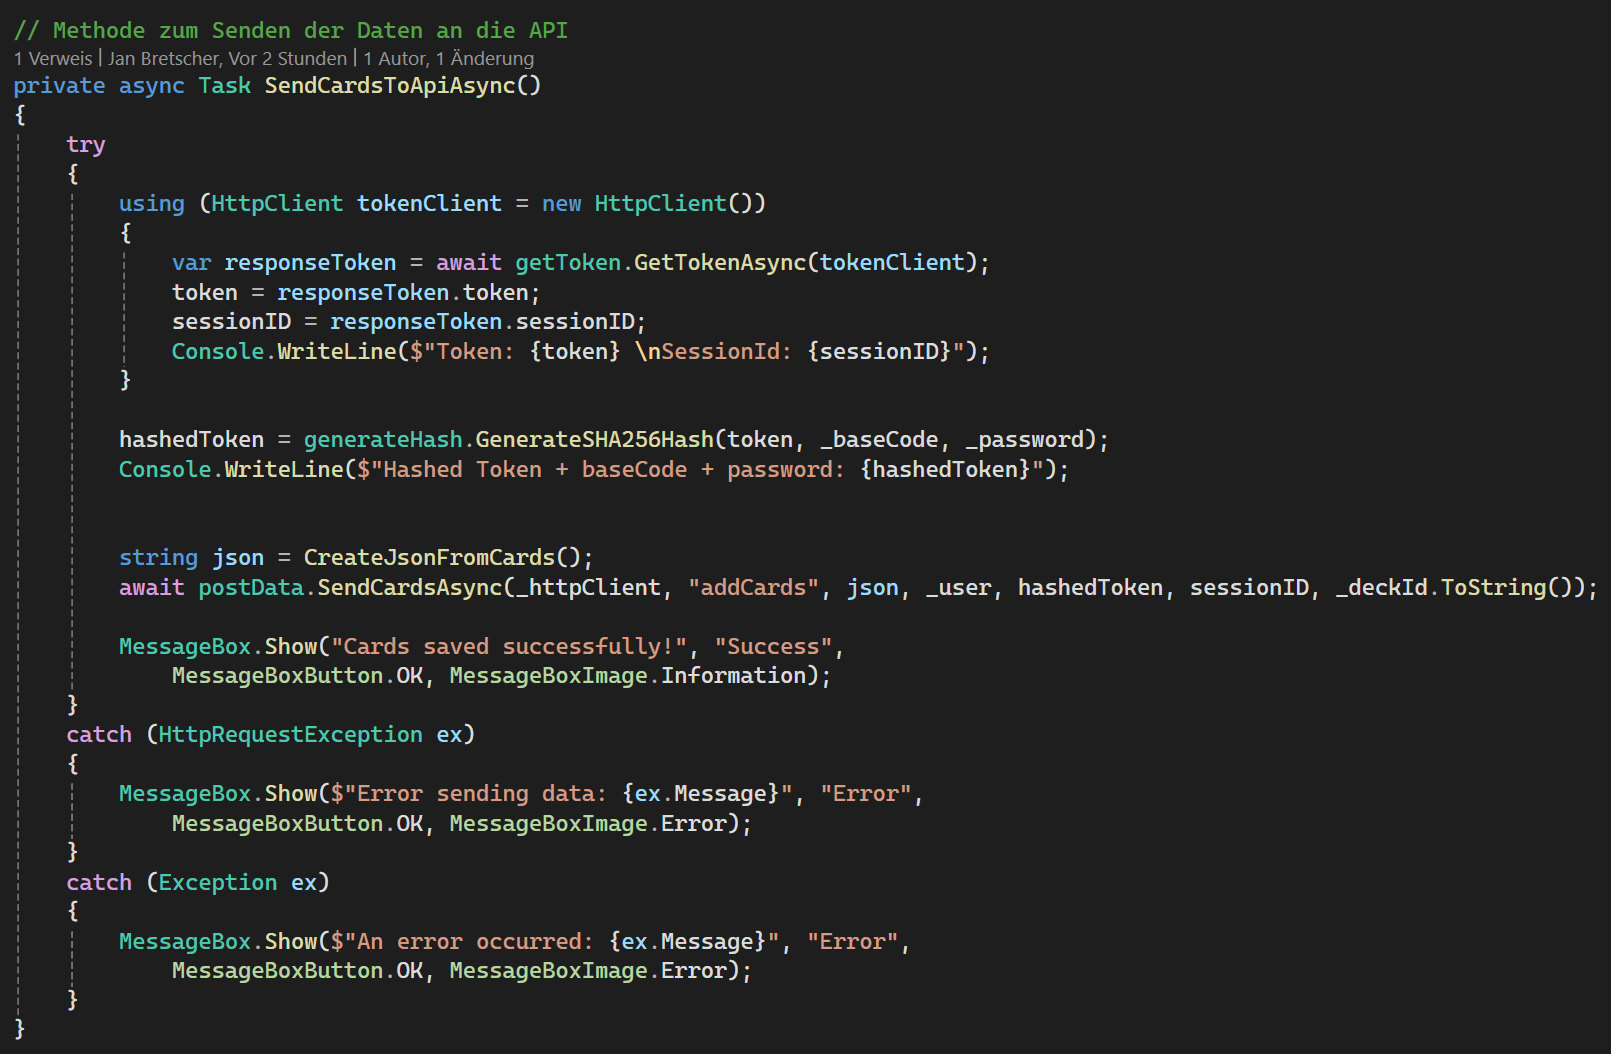 // Methode zum Senden der Daten an die API
1 Verweis | Jan Bretscher, Vor 2 Stunden | 1 Autor, 1 Änderung
private async Task SendCardsToApiAsync()
{
    try
    {
        using (HttpClient tokenClient = new HttpClient())
        {
            var responseToken = await getToken.GetTokenAsync(tokenClient);
            token = responseToken.token;
            sessionID = responseToken.sessionID;
            Console.WriteLine($"Token: {token} \nSessionId: {sessionID}");
        }

        hashedToken = generateHash.GenerateSHA256Hash(token, _baseCode, _password);
        Console.WriteLine($"Hashed Token + baseCode + password: {hashedToken}");


        string json = CreateJsonFromCards();
        await postData.SendCardsAsync(_httpClient, "addCards", json, _user, hashedToken, sessionID, _deckId.ToString());

        MessageBox.Show("Cards saved successfully!", "Success",
            MessageBoxButton.OK, MessageBoxImage.Information);
    }
    catch (HttpRequestException ex)
    {
        MessageBox.Show($"Error sending data: {ex.Message}", "Error",
            MessageBoxButton.OK, MessageBoxImage.Error);
    }
    catch (Exception ex)
    {
        MessageBox.Show($"An error occurred: {ex.Message}", "Error",
            MessageBoxButton.OK, MessageBoxImage.Error);
    }
}